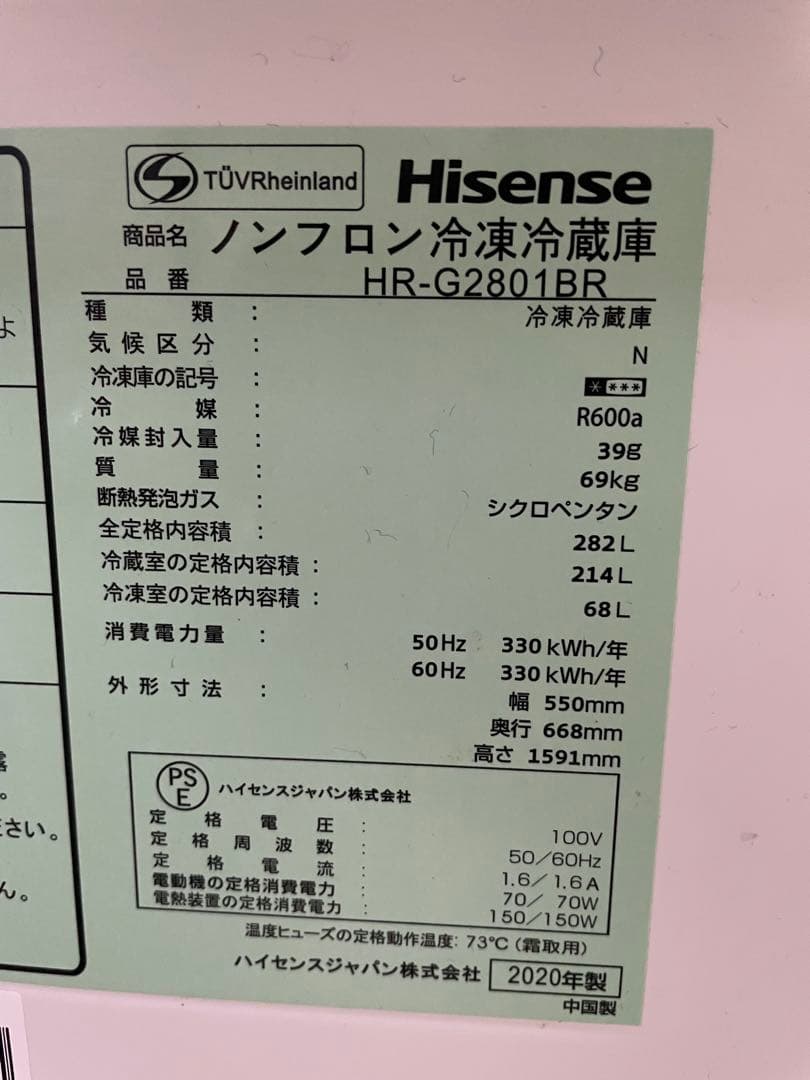 TÜVRheinland
Hisense
商品名 ノンフロン冷凍冷蔵庫
品番 HR-G2801BR
種類 : 冷凍冷蔵庫
気候区分 : N
冷凍庫の記号 : ****
冷媒 : R600a
冷媒封入量 : 39g
質量 : 69kg
断熱発泡ガス : シクロペンタン
全定格内容積 : 282L
冷蔵室の定格内容積 : 214L
冷凍室の定格内容積 : 68L
消費電力量 : 50Hz 330 kWh/年
60Hz 330 kWh/年
外形寸法 : 幅 550mm
奥行 668mm
高さ 1591mm
PSE ハイセンスジャパン株式会社
定格電圧 : 100V
定格周波数 : 50/60Hz
定格電流 : 1.6/1.6A
電動機の定格消費電力 : 70/70W
電熱装置の定格消費電力 : 150/150W
温度ヒューズの定格動作温度: 73℃(霜取用)
ハイセンスジャパン株式会社 2020年製
中国製
よ
。
さい。
ん。